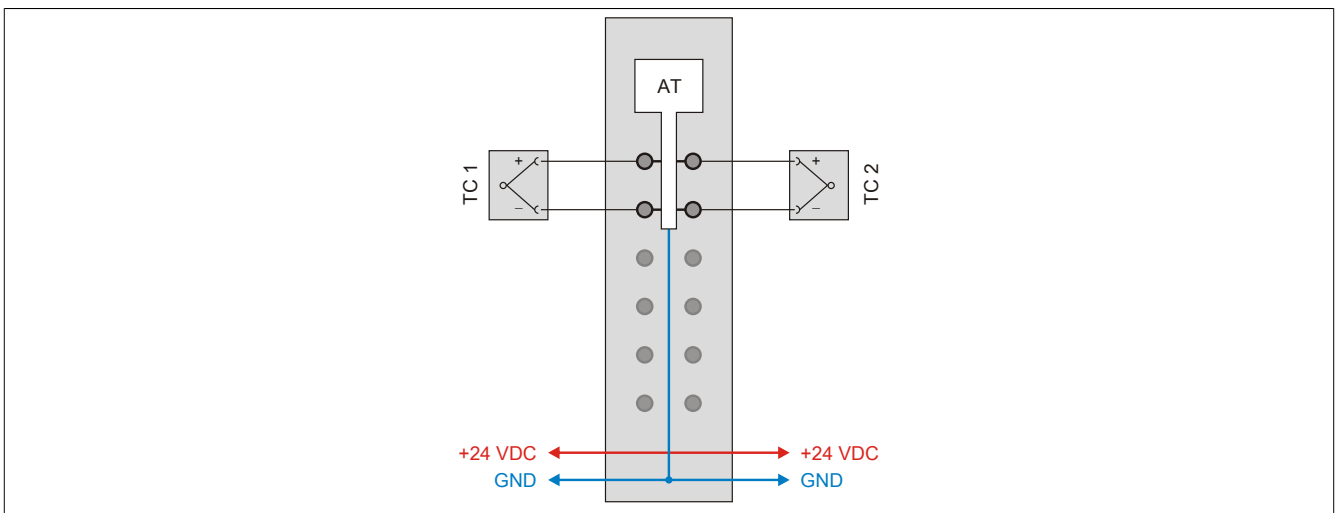 AT
TC 1
+
−
TC 2
+
−
+24 VDC
+24 VDC
GND
GND